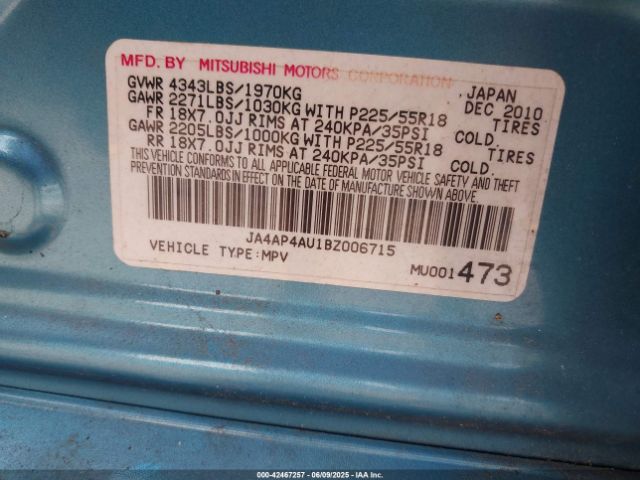 MFD. BY MITSUBISHI MOTORS CORPORATION
GVWR 4343LBS/1970KG JAPAN
GAWR 2271LBS/1030KG WITH P225/55R18 DEC 2010
FR 18X7.0JJ RIMS AT 240KPA/35PSI COLD. TIRES
GAWR 2205LBS/1000KG WITH P225/55R18 TIRES
RR 18X7.0JJ RIMS AT 240KPA/35PSI COLD.
THIS VEHICLE CONFORMS TO ALL APPLICABLE FEDERAL MOTOR VEHICLE SAFETY AND THEFT
PREVENTION STANDARDS IN EFFECT ON THE DATE OF MANUFACTURE SHOWN ABOVE.
JA4AP4AU1BZ006715
VEHICLE TYPE:MPV
MU001473
000-42467257 - 06/09/2025 - IAA Inc.